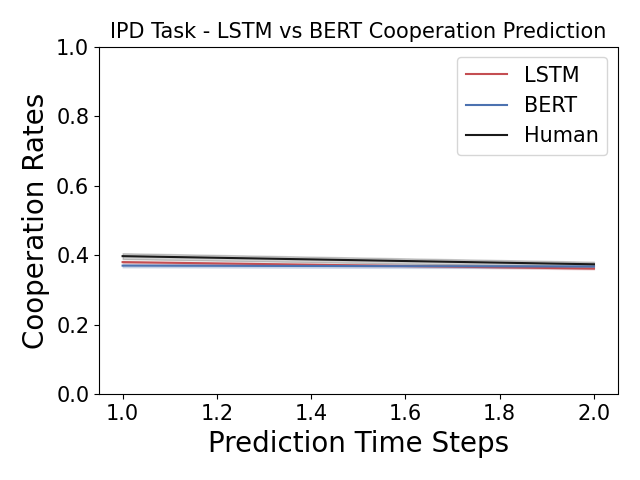 IPD Task - LSTM vs BERT Cooperation Prediction
1.0
0.8
0.6
0.4
0.2
0.0
Cooperation Rates
LSTM
BERT
Human
1.0 1.2 1.4 1.6 1.8 2.0
Prediction Time Steps